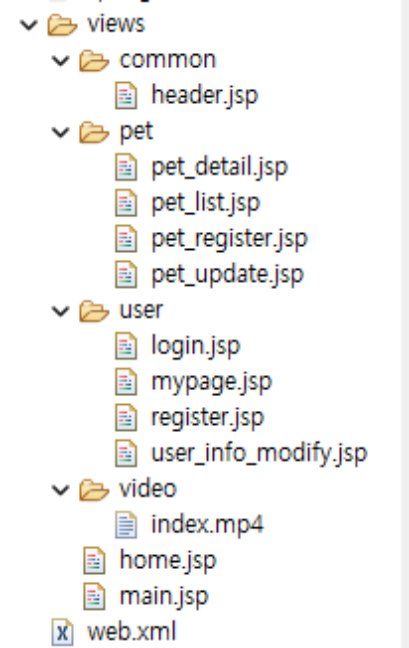 views
common
header.jsp
pet
pet_detail.jsp
pet_list.jsp
pet_register.jsp
pet_update.jsp
user
login.jsp
mypage.jsp
register.jsp
user_info_modify.jsp
video
index.mp4
home.jsp
main.jsp
web.xml